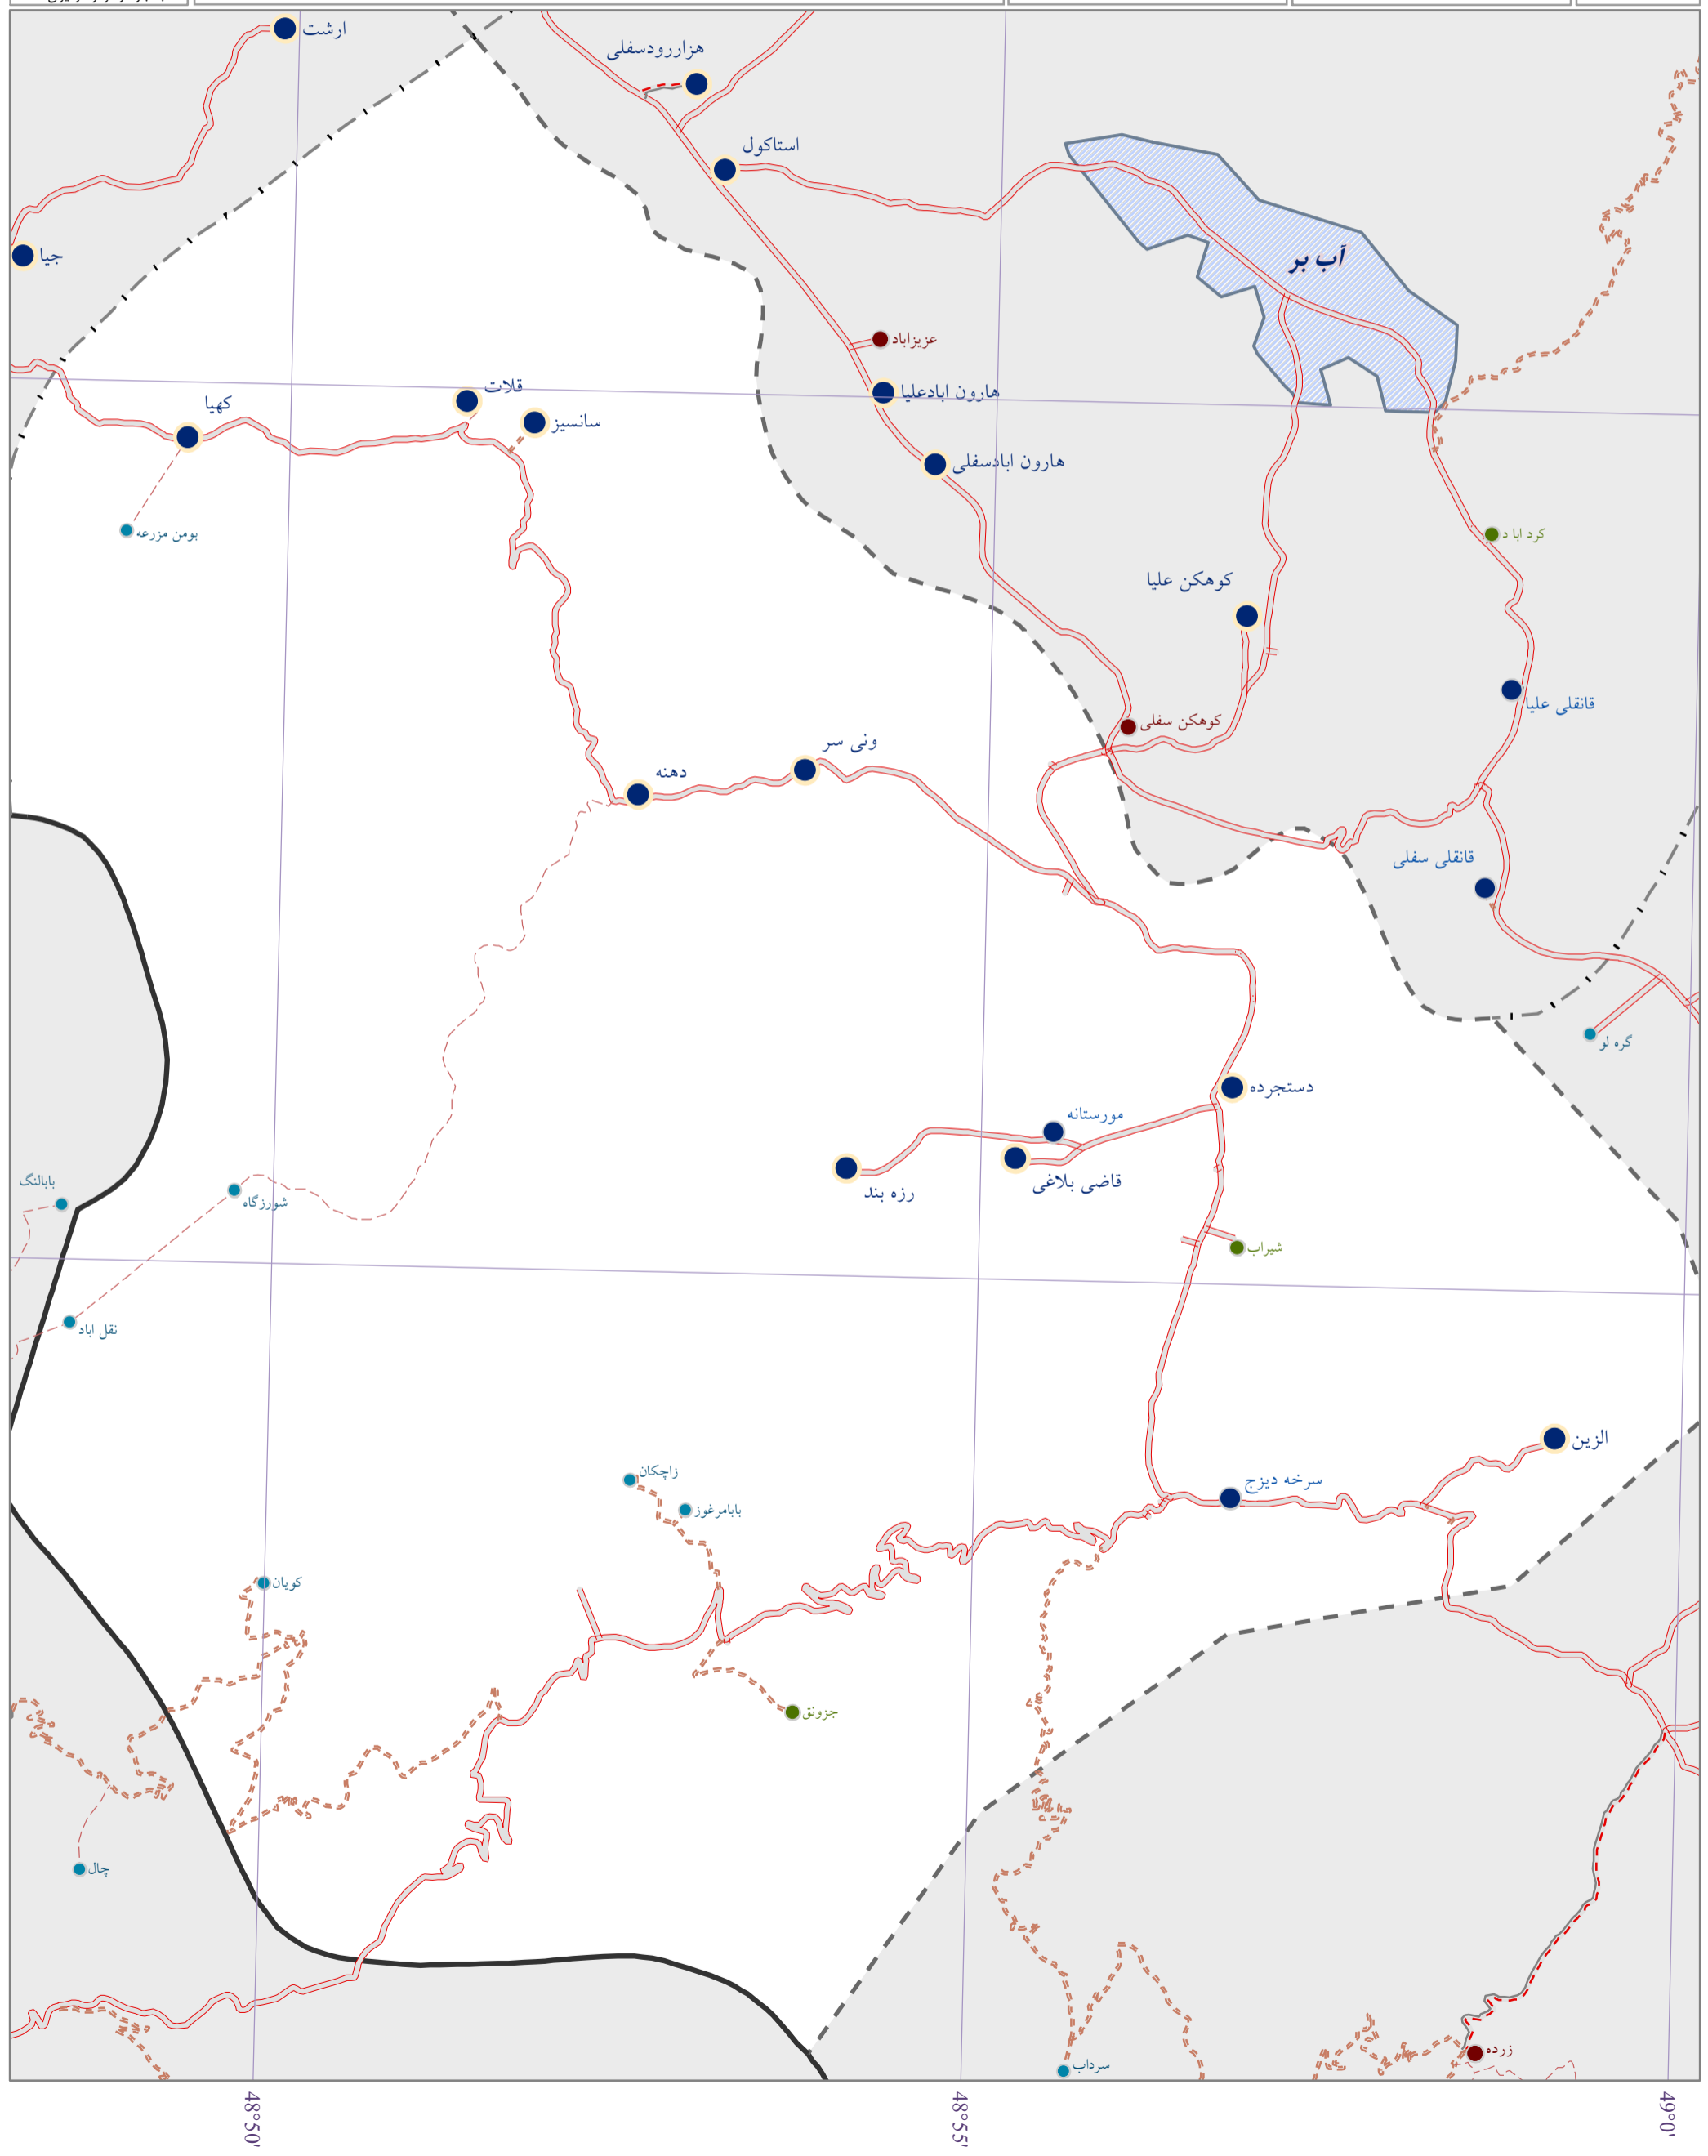 ارشت
هزاررودسفلی
استاکول
آب بر
جیا
عزیزاباد
قلات
هارون ابادعلیا
کهیا
سانسیز
هارون ابادسفلی
بومن مزرعه
کرد ابا د
کوهکن علیا
قانقلی علیا
کوهکن سفلی
ونی سر
دهنه
قانقلی سفلی
گره لو
دستجرده
مورستانه
قاضی بلاغی
رزه بند
بابالنگ
شورزگاه
شیراب
نقل اباد
الزین
زاچکان
سرخه دیزج
بابامرغوز
کویان
جزونق
چال
زرده
سرداب
48°50'
48°55'
49°0'